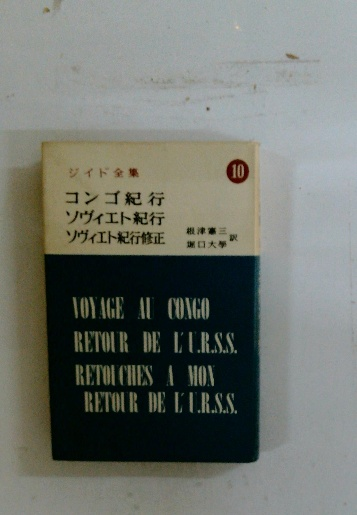 ジイド全集
10
コンゴ紀行
ソヴィエト紀行
ソヴィエト紀行修正
根津憲三
堀口大學
訳
VOYAGE AU CONGO
RETOUR DE L'U.R.S.S.
RETOUCHES A MON
RETOUR DE L'U.R.S.S.